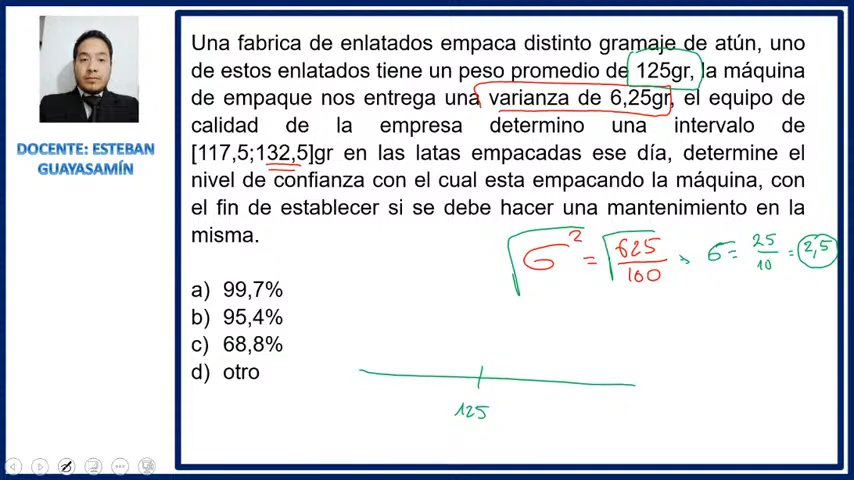 Una fabrica de enlatados empaca distinto gramaje de atún, uno
de estos enlatados tiene un peso promedio de 125gr, la máquina
de empaque nos entrega una varianza de 6,25gr, el equipo de
calidad de la empresa determino una intervalo de
[117,5;132,5]gr en las latas empacadas ese día, determine el
nivel de confianza con el cual esta empacando la máquina, con
el fin de establecer si se debe hacer una mantenimiento en la
misma.
DOCENTE: ESTEBAN
GUAYASAMÍN
√σ² = √625/100 , σ = 25/10 = 2,5
a) 99,7%
b) 95,4%
c) 68,8%
d) otro
125